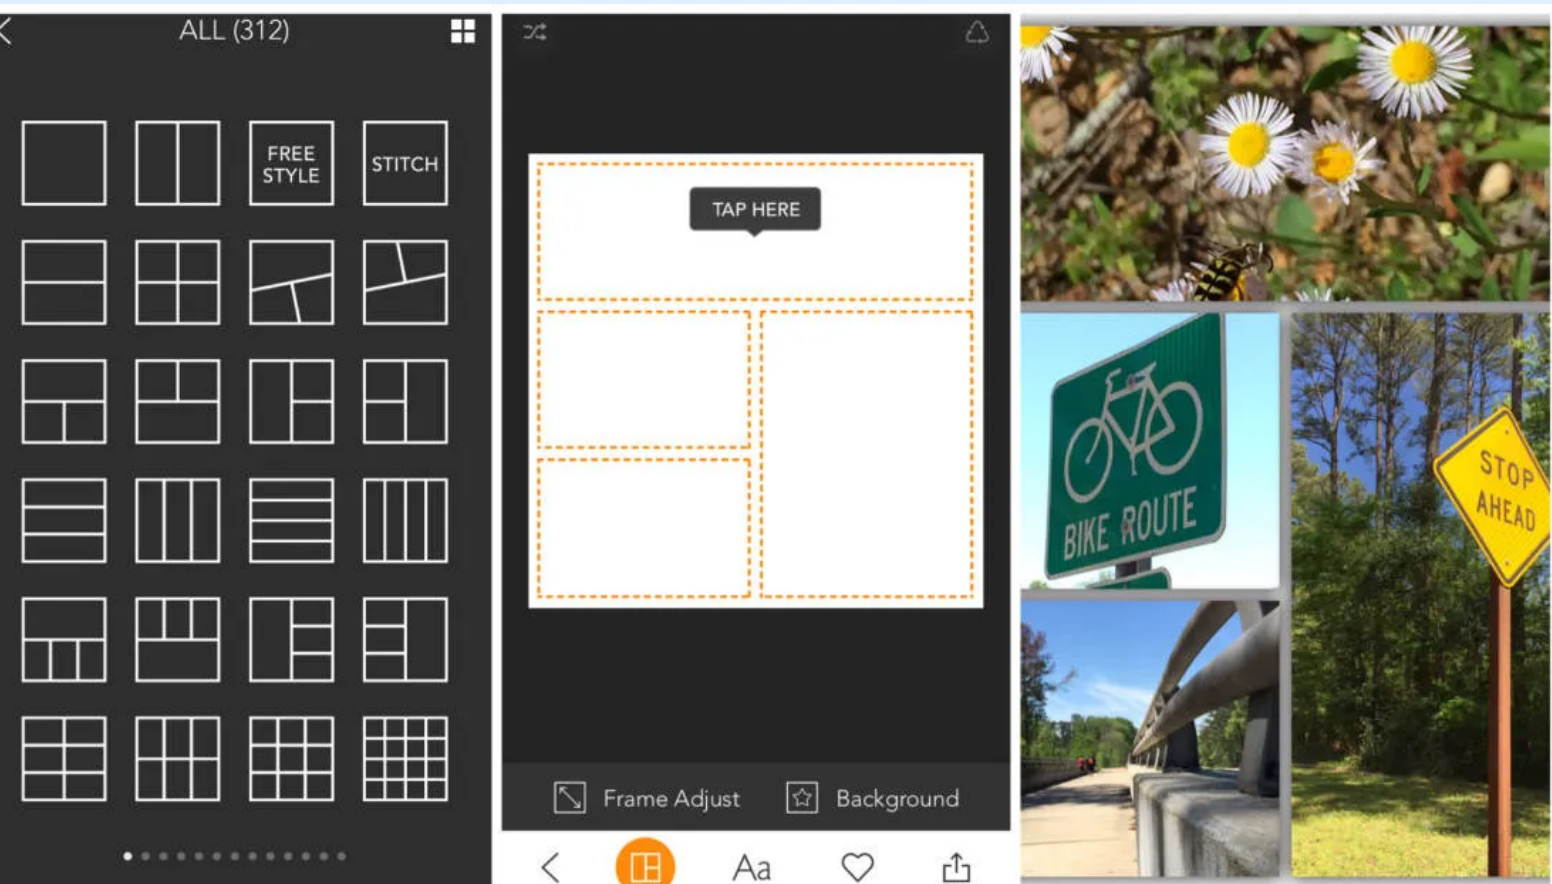 ALL (312)
FREE
STYLE
STITCH
TAP HERE
Frame Adjust
Background
Aa
BIKE ROUTE
STOP
AHEAD